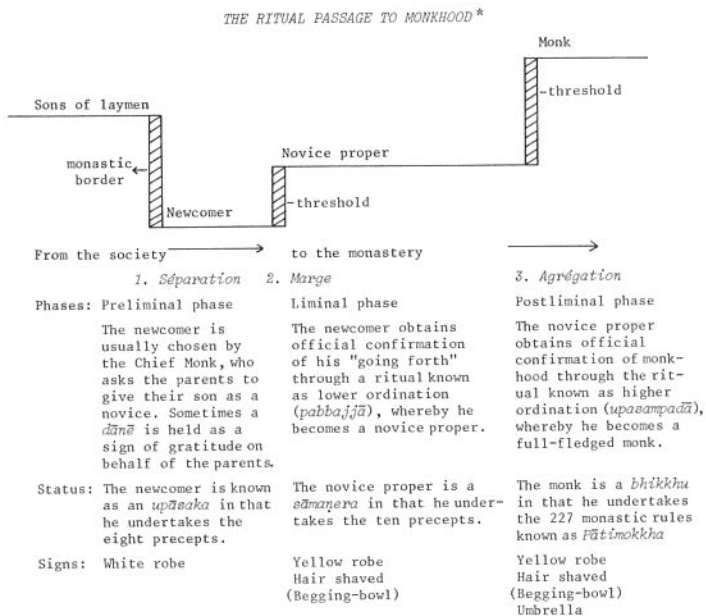 THE RITUAL PASSAGE TO MONKHOOD*
Monk
-threshold
Sons of laymen
monastic
border
Novice proper
Newcomer
-threshold
From the society
to the monastery
1. Séparation
2. Marge
3. Agrégation
Phases:
Preliminal phase
The newcomer is
usually chosen by
the Chief Monk, who
asks the parents to
give their son as a
novice. Sometimes a
dānē is held as a
sign of gratitude on
behalf of the parents.
Liminal phase
The newcomer obtains
official confirmation
of his "going forth"
through a ritual known
as lower ordination
(pabbajjā), whereby he
becomes a novice proper.
Postliminal phase
The novice proper
obtains official
confirmation of monk-
hood through the rit-
ual known as higher
ordination (upasampadā),
whereby he becomes a
full-fledged monk.
Status:
The newcomer is known
as an upāsaka in that
he undertakes the
eight precepts.
The novice proper is a
sāmaṇera in that he under-
takes the ten precepts.
The monk is a bhikkhu
in that he undertakes
the 227 monastic rules
known as Pātimokkha
Signs:
White robe
Yellow robe
Hair shaved
(Begging-bowl)
Yellow robe
Hair shaved
(Begging-bowl)
Umbrella